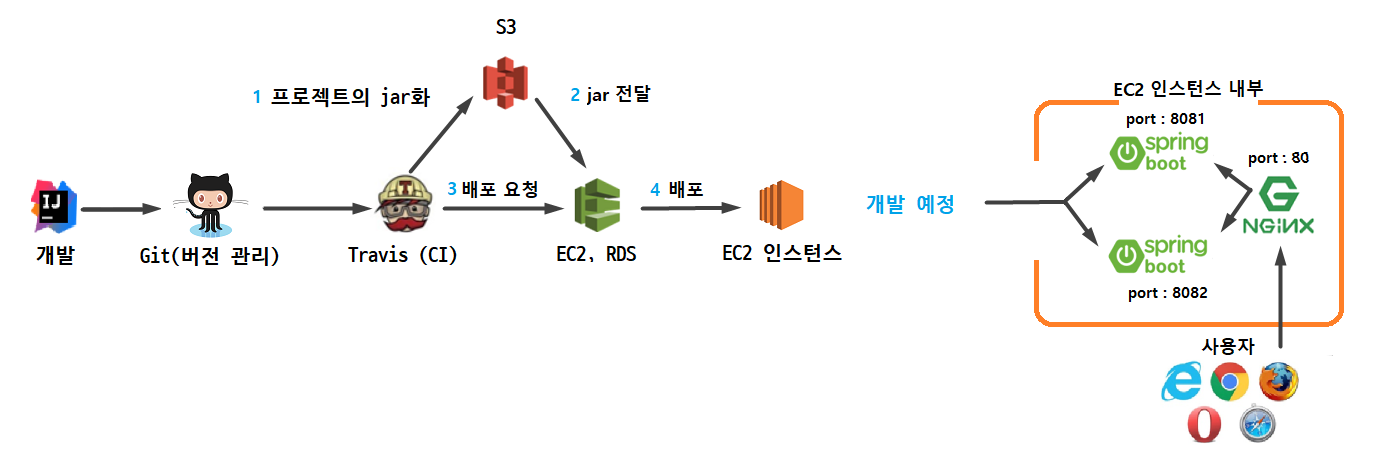 S3
1 프로젝트의 jar화
2 jar 전달
IJ
개발
Git(버전 관리)
T
Travis (CI)
3 배포 요청
EC2, RDS
4 배포
EC2 인스턴스
개발 예정
EC2 인스턴스 내부
port : 8081
spring
boot
port : 80
G
NGiNX
spring
boot
port : 8082
사용자